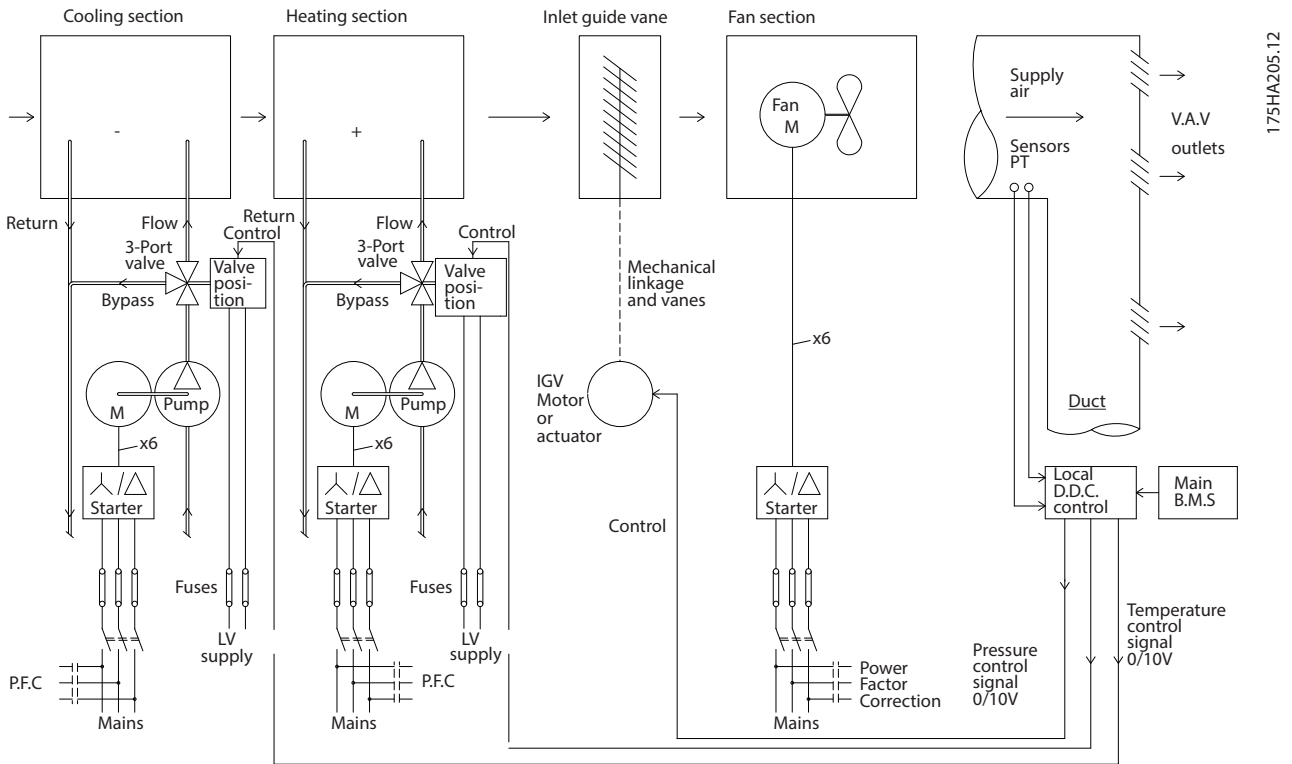 Cooling section
Heating section
Inlet guide vane
Fan section
175HA205.12
-
+
Fan
M
Supply
air
Sensors
PT
V.A.V
outlets
Return
Flow
3-Port
valve
Bypass
Control
Valve
posi-
tion
Return
Flow
3-Port
valve
Bypass
Control
Valve
posi-
tion
Mechanical
linkage
and vanes
x6
M
Pump
M
Pump
IGV
Motor
or
actuator
Duct
x6
x6
/
Starter
/
Starter
/
Starter
Local
D.D.C.
control
Main
B.M.S
Control
Fuses
Fuses
LV
supply
LV
supply
P.F.C
P.F.C
Mains
Mains
Mains
Power
Factor
Correction
Pressure
control
signal
0/10V
Temperature
control
signal
0/10V